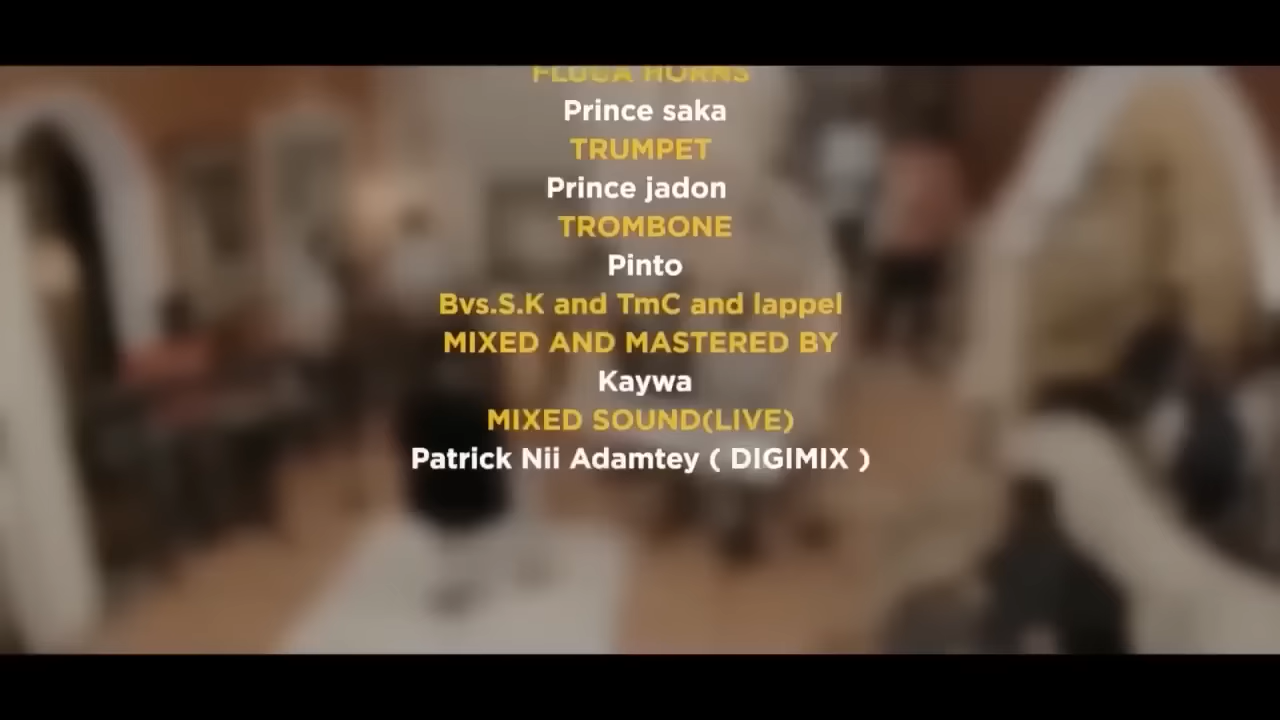 HORNS
Prince saka
TRUMPET
Prince jadon
TROMBONE
Pinto
Bvs.S.K and TmC and lappel
MIXED AND MASTERED BY
Kaywa
MIXED SOUND(LIVE)
Patrick Nii Adamtey ( DIGIMIX )